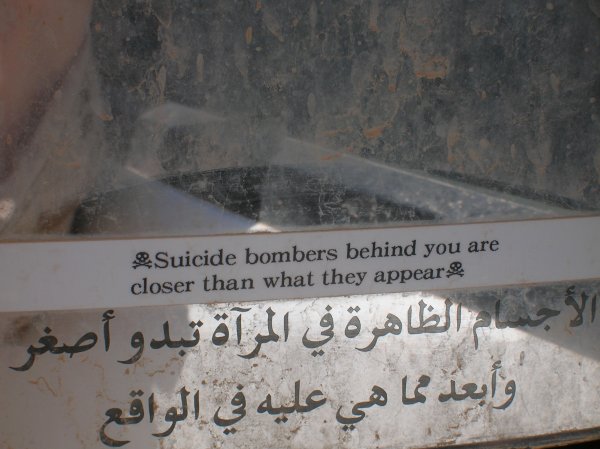 ☠Suicide bombers behind you are
closer than what they appear☠
الأجسام الظاهرة في المرآة تبدو أصغر
وأبعد مما هي عليه في الواقع